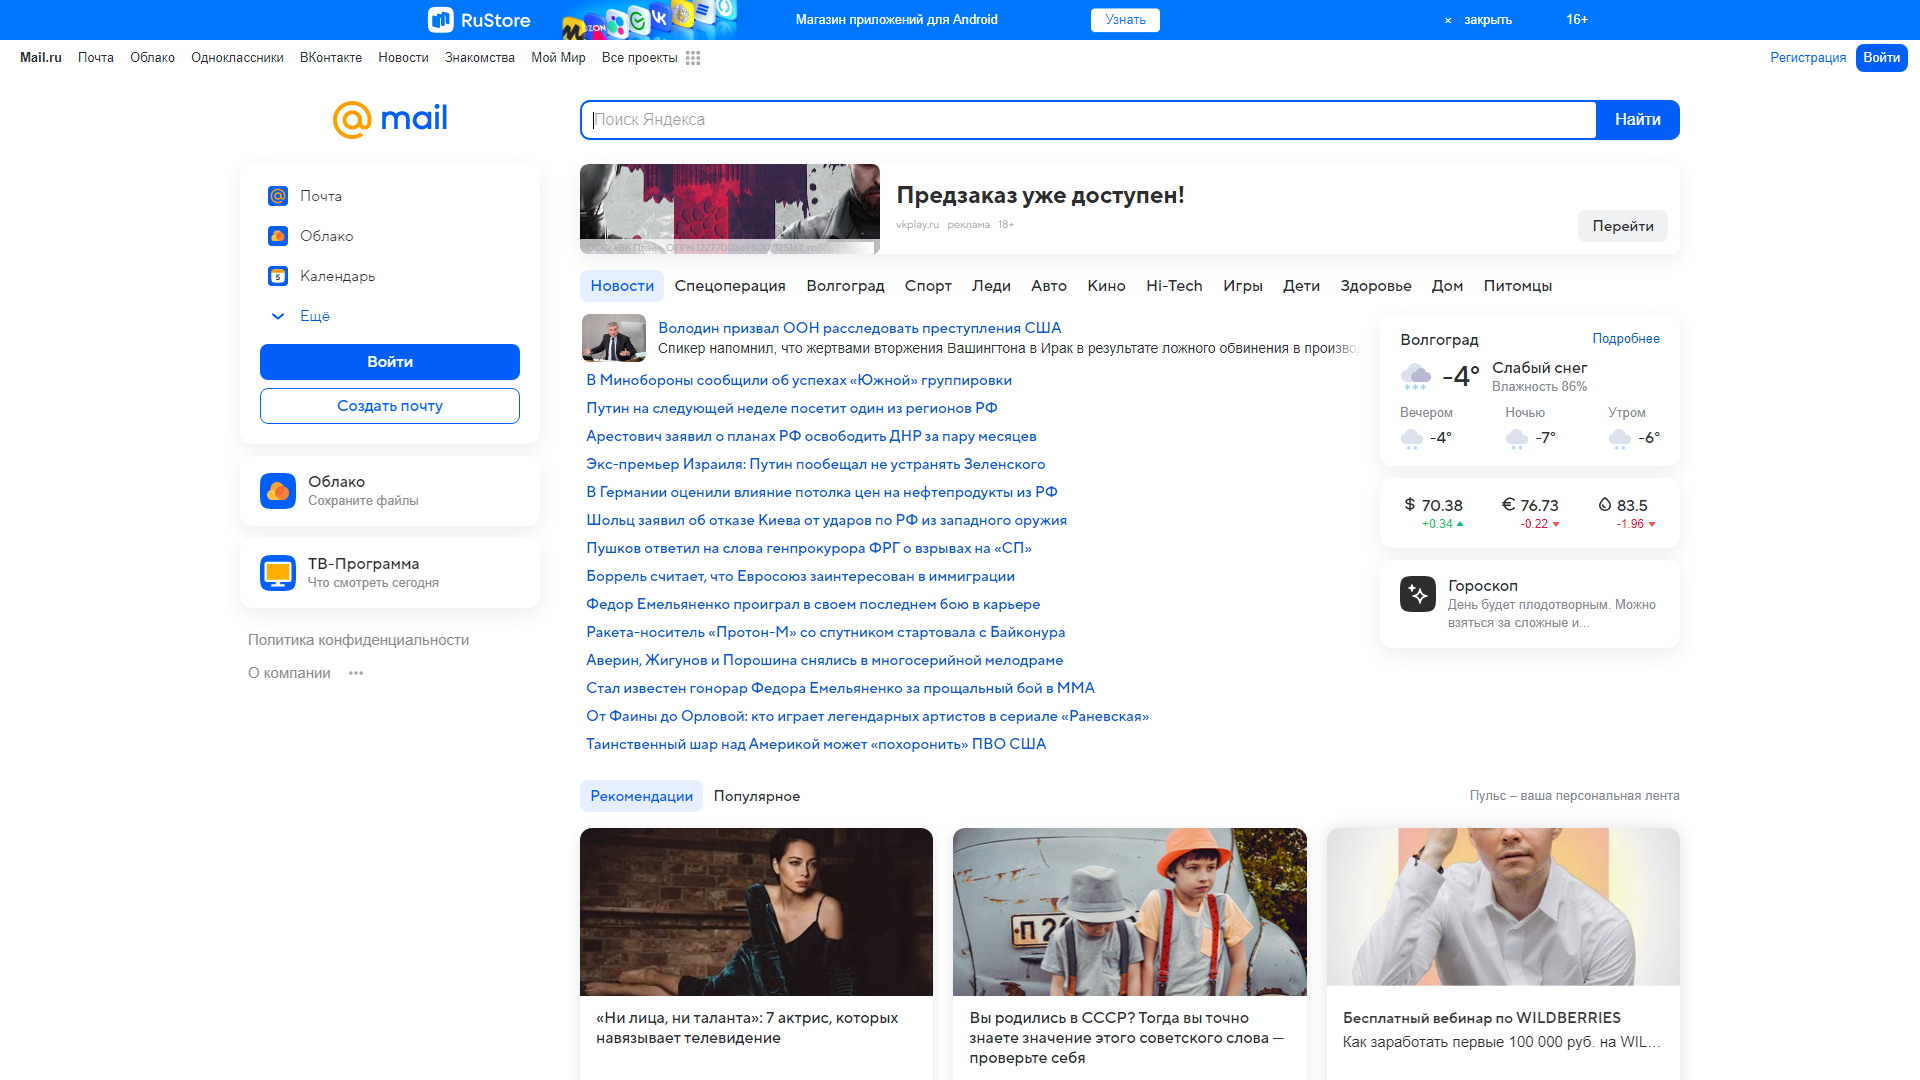 RuStore
Магазин приложений для Android
Узнать
× закрыть
16+
Mail.ru Почта Облако Одноклассники ВКонтакте Новости Знакомства Мой Мир Все проекты
Регистрация Войти
@mail
Поиск Яндекса
Найти
Почта
Облако
Календарь
Ещё
Войти
Создать почту
Облако
Сохраните файлы
ТВ-Программа
Что смотреть сегодня
Политика конфиденциальности
О компании
Предзаказ уже доступен!
vkplay.ru реклама 18+
Перейти
Новости Спецоперация Волгоград Спорт Леди Авто Кино Hi-Tech Игры Дети Здоровье Дом Питомцы
Володин призвал ООН расследовать преступления США
Спикер напомнил, что жертвами вторжения Вашингтона в Ирак в результате ложного обвинения в произво
В Минобороны сообщили об успехах «Южной» группировки
Путин на следующей неделе посетит один из регионов РФ
Арестович заявил о планах РФ освободить ДНР за пару месяцев
Экс-премьер Израиля: Путин пообещал не устранять Зеленского
В Германии оценили влияние потолка цен на нефтепродукты из РФ
Шольц заявил об отказе Киева от ударов по РФ из западного оружия
Пушков ответил на слова генпрокурора ФРГ о взрывах на «СП»
Боррель считает, что Евросоюз заинтересован в иммиграции
Федор Емельяненко проиграл в своем последнем бою в карьере
Ракета-носитель «Протон-М» со спутником стартовала с Байконура
Аверин, Жигунов и Порошина снялись в многосерийной мелодраме
Стал известен гонорар Федора Емельяненко за прощальный бой в ММА
От Фаины до Орловой: кто играет легендарных артистов в сериале «Раневская»
Таинственный шар над Америкой может «похоронить» ПВО США
Волгоград Подробнее
-4° Слабый снег
Влажность 86%
Вечером Ночью Утром
-4° -7° -6°
$ 70.38 € 76.73 83.5
+0.34 -0.22 -1.96
Гороскоп
День будет плодотворным. Можно
взяться за сложные и...
Рекомендации Популярное
Пульс – ваша персональная лента
«Ни лица, ни таланта»: 7 актрис, которых
навязывает телевидение
Вы родились в СССР? Тогда вы точно
знаете значение этого советского слова —
проверьте себя
Бесплатный вебинар по WILDBERRIES
Как заработать первые 100 000 руб. на WIL...